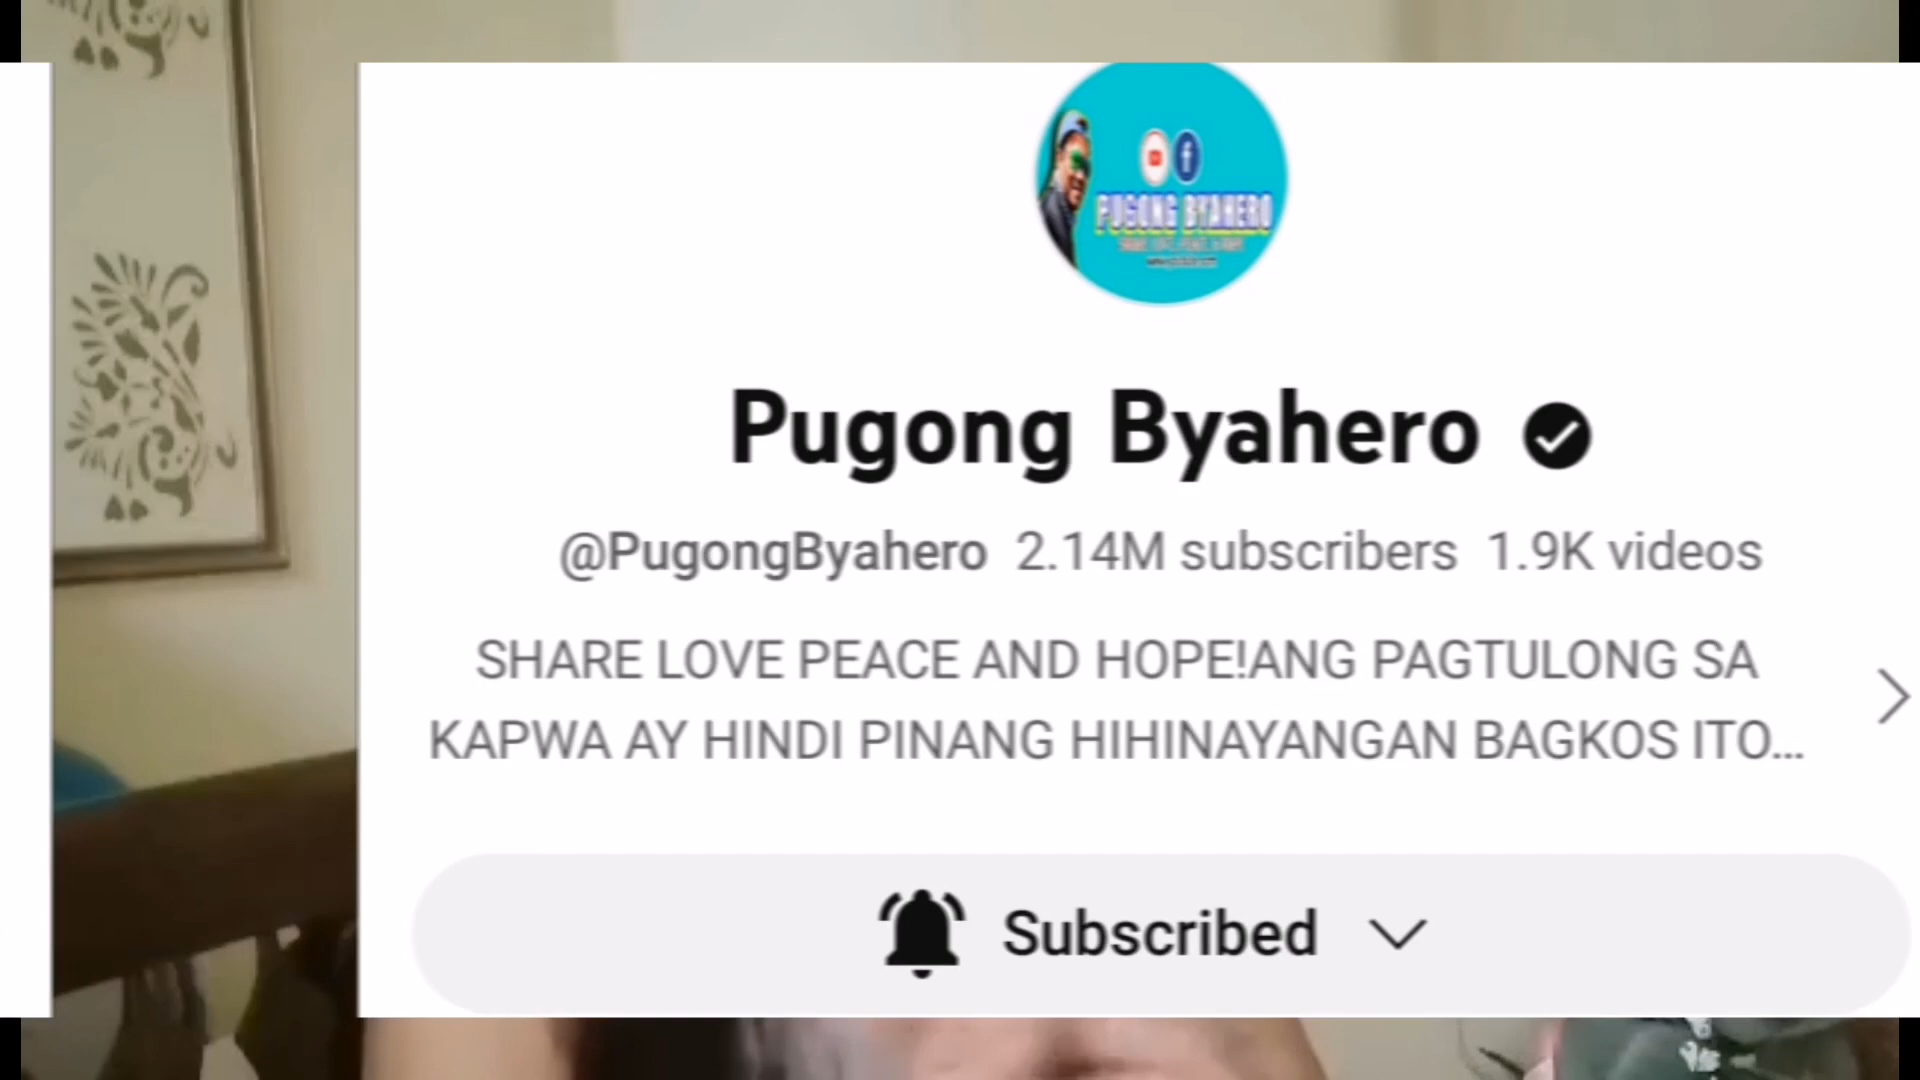 PUGONG BYAHERO
Pugong Byahero
@PugongByahero 2.14M subscribers 1.9K videos
SHARE LOVE PEACE AND HOPE!ANG PAGTULONG SA
KAPWA AY HINDI PINANG HIHINAYANGAN BAGKOS ITO...
Subscribed